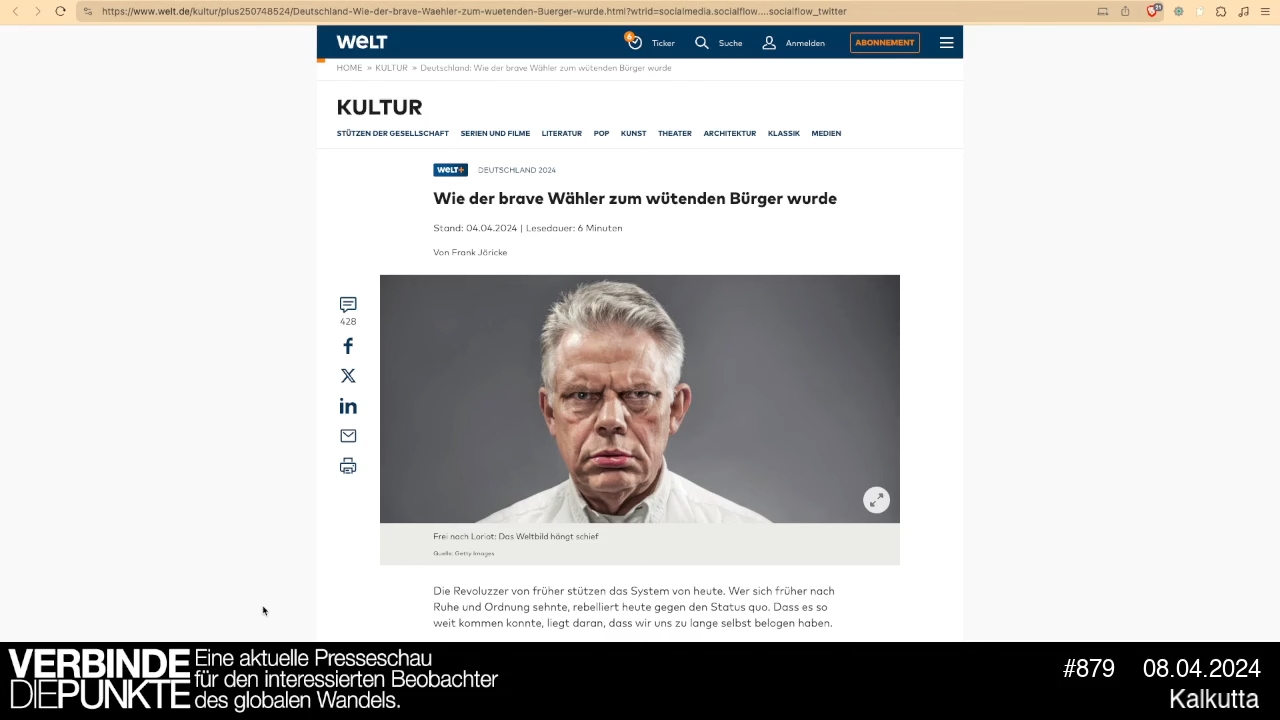 https://www.welt.de/kultur/plus250748524/Deutschland-Wie-der-brave-Waehler-zum-wuetenden-Buerger-wurde.html?wtrid=socialmedia.socialflow....socialflow_twitter
WELT
6
Ticker
Suche
Anmelden
ABONNEMENT
HOME » KULTUR » Deutschland: Wie der brave Wähler zum wütenden Bürger wurde
KULTUR
STÜTZEN DER GESELLSCHAFT SERIEN UND FILME LITERATUR POP KUNST THEATER ARCHITEKTUR KLASSIK MEDIEN
WELT+ DEUTSCHLAND 2024
Wie der brave Wähler zum wütenden Bürger wurde
Stand: 04.04.2024 | Lesedauer: 6 Minuten
Von Frank Jöricke
428
Frei nach Loriot: Das Weltbild hängt schief
Quelle: Getty Images
Die Revoluzzer von früher stützen das System von heute. Wer sich früher nach
Ruhe und Ordnung sehnte, rebelliert heute gegen den Status quo. Dass es so
weit kommen konnte, liegt daran, dass wir uns zu lange selbst belogen haben.
VERBINDE
DIEPUNKTE
Eine aktuelle Presseschau
für den interessierten Beobachter
des globalen Wandels.
#879 08.04.2024
Kalkutta